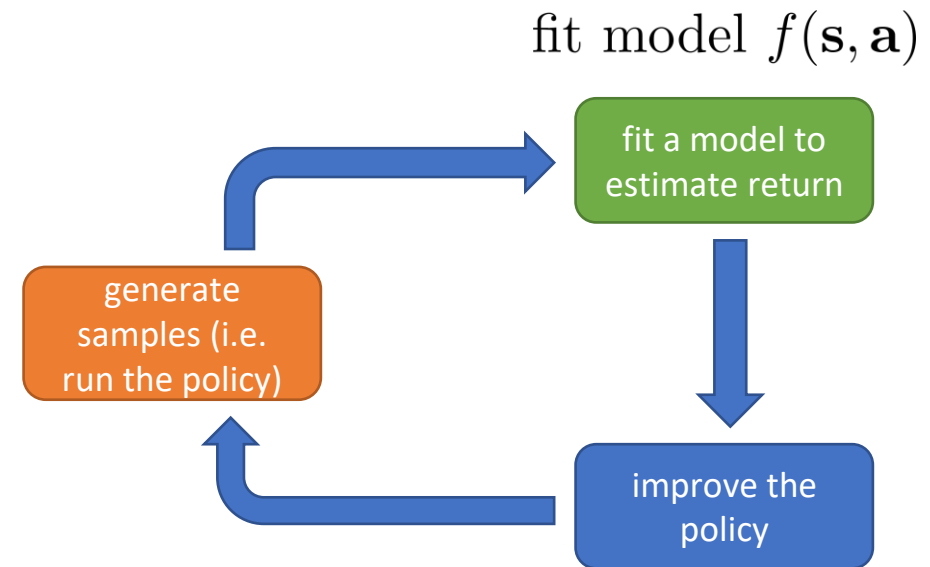 fit model f(s, a)
fit a model to
estimate return
generate
samples (i.e.
run the policy)
improve the
policy